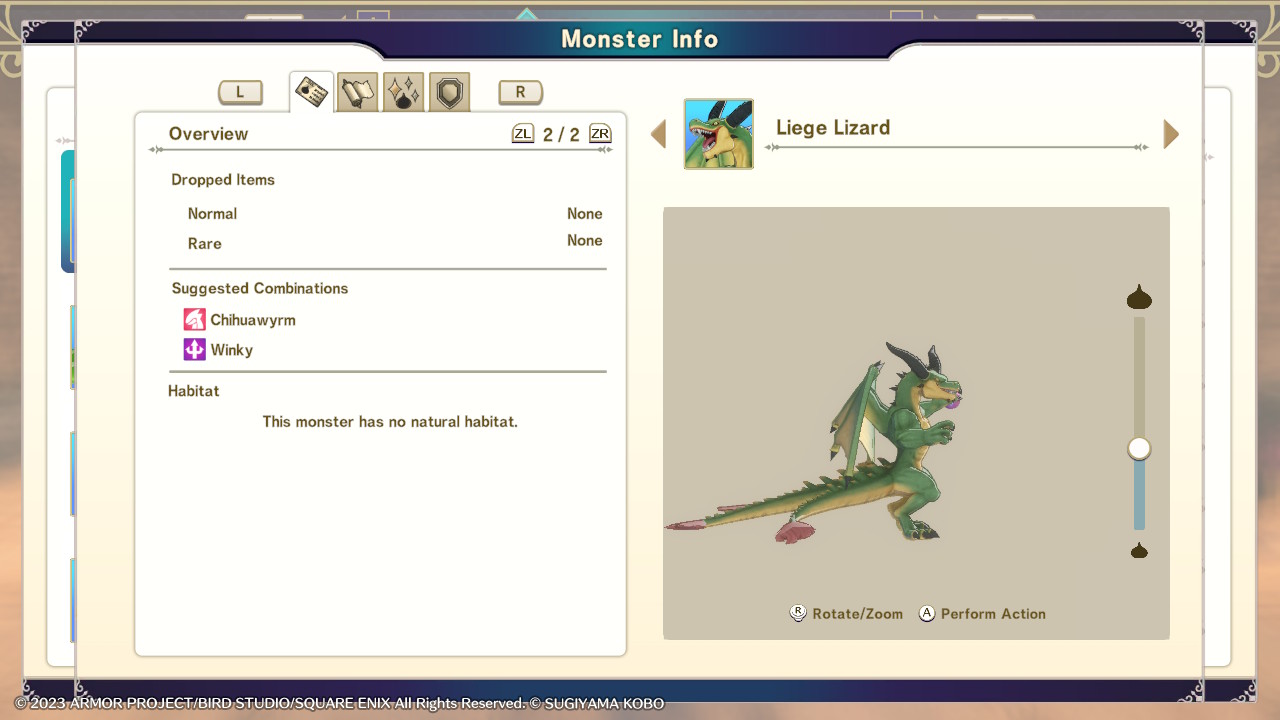 Monster Info
L
R
Overview
ZL 2 / 2 ZR
Dropped Items
Normal None
Rare None
Suggested Combinations
Chihuawyrm
Winky
Habitat
This monster has no natural habitat.
Liege Lizard
R Rotate/Zoom A Perform Action
© 2023 ARMOR PROJECT/BIRD STUDIO/SQUARE ENIX All Rights Reserved. © SUGIYAMA KOBO